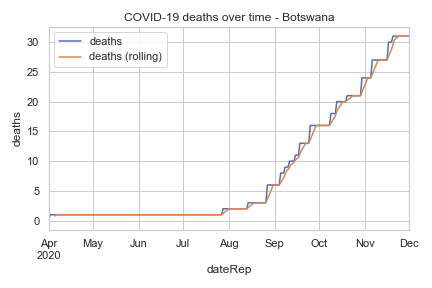 COVID-19 deaths over time - Botswana
deaths
deaths (rolling)
deaths
30
25
20
15
10
5
0
Apr May Jun Jul Aug Sep Oct Nov Dec
2020
dateRep